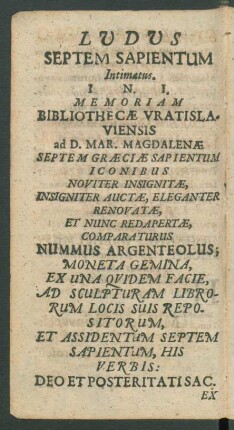 LUDUS
SEPTEM SAPIENTUM
Intimatus.
I. N. I.
MEMORIAM
BIBLIOTHECÆ VRATISLA-
VIENSIS
ad D. MAR. MAGDALENÆ
SEPTEM GRÆCIÆ SAPIENTUM
ICONIBUS
NOVITER INSIGNITÆ,
INSIGNITER AUCTÆ, ELEGANTER
RENOVATÆ,
ET NUNC REDAPERTÆ,
COMPARATURUS
NUMMUS ARGENTEOLUS;
MONETA GEMINA,
EX UNA QVIDEM FACIE,
AD SCULPTURAM LIBRO-
RUM LOCIS SUIS REPO-
SITORUM,
ET ASSIDENTUM SEPTEM
SAPIENTUM, HIS
VERBIS:
DEO ET POSTERITATI SAC.
EX